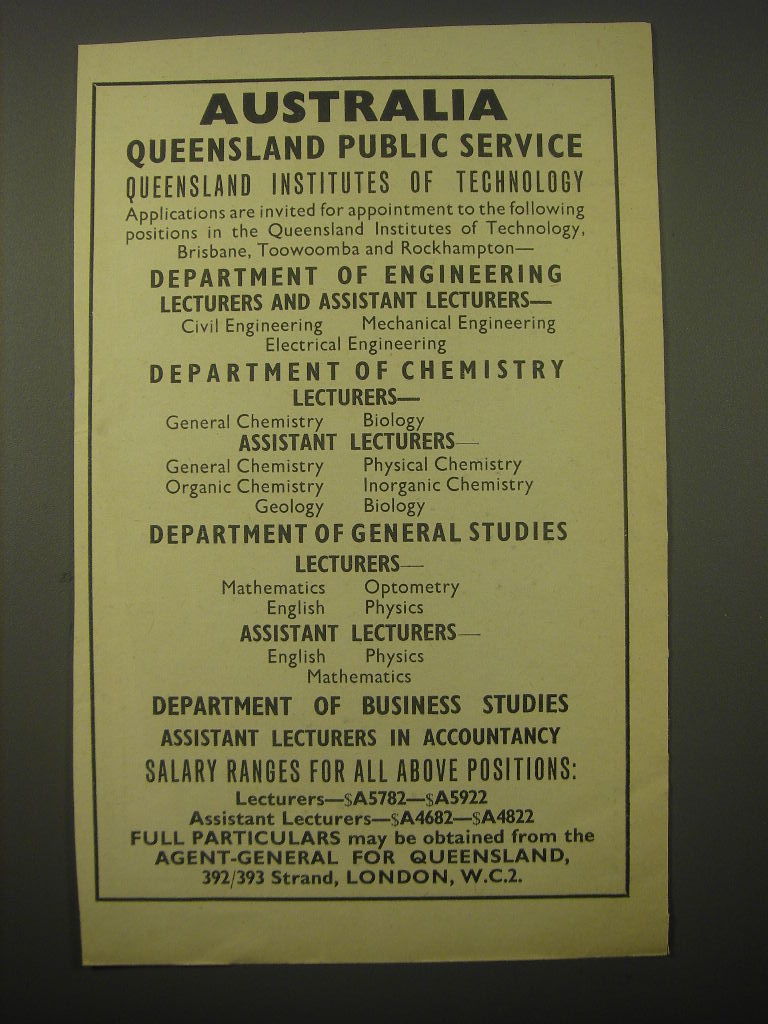 AUSTRALIA
QUEENSLAND PUBLIC SERVICE
QUEENSLAND INSTITUTES OF TECHNOLOGY
Applications are invited for appointment to the following
positions in the Queensland Institutes of Technology,
Brisbane, Toowoomba and Rockhampton—
DEPARTMENT OF ENGINEERING
LECTURERS AND ASSISTANT LECTURERS—
Civil Engineering Mechanical Engineering
Electrical Engineering
DEPARTMENT OF CHEMISTRY
LECTURERS—
General Chemistry Biology
ASSISTANT LECTURERS—
General Chemistry Physical Chemistry
Organic Chemistry Inorganic Chemistry
Geology Biology
DEPARTMENT OF GENERAL STUDIES
LECTURERS—
Mathematics Optometry
English Physics
ASSISTANT LECTURERS—
English Physics
Mathematics
DEPARTMENT OF BUSINESS STUDIES
ASSISTANT LECTURERS IN ACCOUNTANCY
SALARY RANGES FOR ALL ABOVE POSITIONS:
Lecturers—$A5782—$A5922
Assistant Lecturers—$A4682—$A4822
FULL PARTICULARS may be obtained from the
AGENT-GENERAL FOR QUEENSLAND,
392/393 Strand, LONDON, W.C.2.